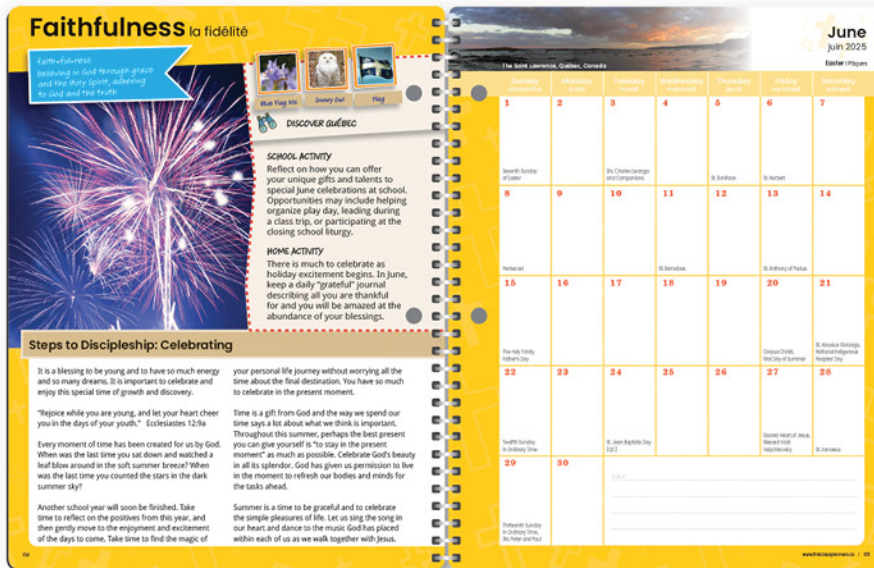 Faithfulness la fidélité
faith•ful•ness
believing in God through grace
and the Holy Spirit, adhering
to God and the truth
Blue Flag Iris
Snowy Owl
Flag
DISCOVER QUÉBEC
SCHOOL ACTIVITY
Reflect on how you can offer
your unique gifts and talents to
special June celebrations at school.
Opportunities may include helping
organize play day, leading during
a class trip, or participating at the
closing school liturgy.
HOME ACTIVITY
There is much to celebrate as
holiday excitement begins. In June,
keep a daily "grateful" journal
describing all you are thankful
for and you will be amazed at the
abundance of your blessings.
Steps to Discipleship: Celebrating
It is a blessing to be young and to have so much energy
and so many dreams. It is important to celebrate and
enjoy this special time of growth and discovery.
"Rejoice while you are young, and let your heart cheer
you in the days of your youth." Ecclesiastes 12:9a
Every moment of time has been created for us by God.
When was the last time you sat down and watched a
leaf blow around in the soft summer breeze? When
was the last time you counted the stars in the dark
summer sky?
Another school year will soon be finished. Take
time to reflect on the positives from this year, and
then gently move to the enjoyment and excitement
of the days to come. Take time to find the magic of
your personal life journey without worrying all the
time about the final destination. You have so much
to celebrate in the present moment.
Time is a gift from God and the way we spend our
time says a lot about what we think is important.
Throughout this summer, perhaps the best present
you can give yourself is "to stay in the present
moment" as much as possible. Celebrate God's beauty
in all its splendor. God has given us permission to live
in the moment to refresh our bodies and minds for
the tasks ahead.
Summer is a time to be grateful and to celebrate
the simple pleasures of life. Let us sing the song in
our heart and dance to the music God has placed
within each of us as we walk together with Jesus.
The Saint Lawrence, Québec, Canada
June
juin 2025
Easter | Pâques
Sunday Monday Tuesday Wednesday Thursday Friday Saturday
dimanche lundi mardi mercredi jeudi vendredi samedi
1 2 3 4 5 6 7
Seventh Sunday
of Easter
Sts. Charles Lwanga
and Companions
St. Boniface
St. Norbert
8 9 10 11 12 13 14
Pentecost
St. Barnabas
St. Anthony of Padua
15 16 17 18 19 20 21
The Holy Trinity,
Father's Day
Corpus Christi,
First Day of Summer
St. Aloysius Gonzaga,
National Indigenous
Peoples Day
22 23 24 25 26 27 28
Twelfth Sunday
in Ordinary Time
St. Jean Baptiste Day
(QC)
Sacred Heart of Jesus,
Blessed Vasil
Velychkovsky
St. Irenaeus
29 30
Thirteenth Sunday
in Ordinary Time,
Sts. Peter and Paul